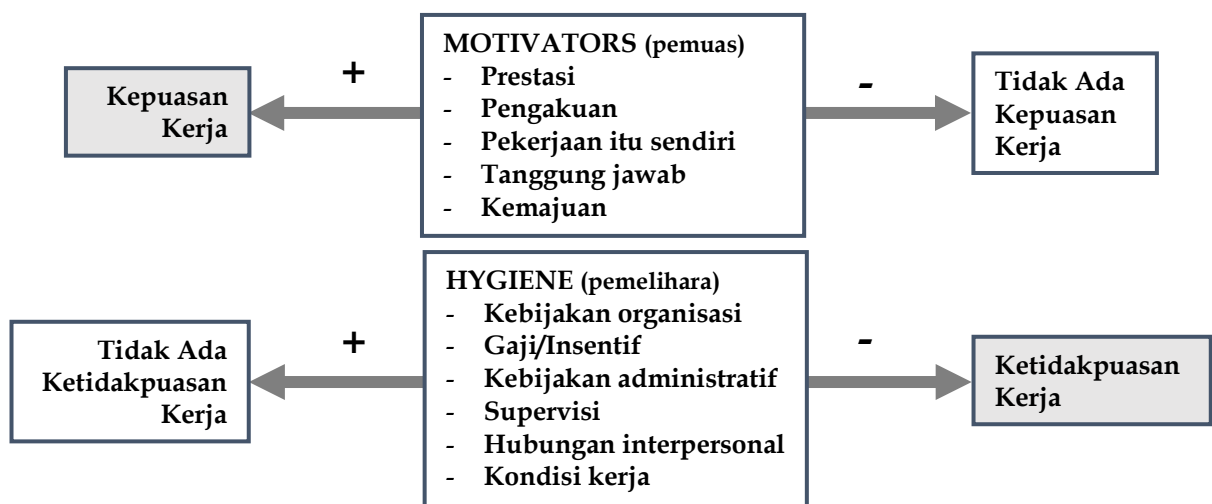 Kepuasan
Kerja
+
MOTIVATORS (pemuas)
- Prestasi
- Pengakuan
- Pekerjaan itu sendiri
- Tanggung jawab
- Kemajuan
-
Tidak Ada
Kepuasan
Kerja
Tidak Ada
Ketidakpuasan
Kerja
+
HYGIENE (pemelihara)
- Kebijakan organisasi
- Gaji/Insentif
- Kebijakan administratif
- Supervisi
- Hubungan interpersonal
- Kondisi kerja
-
Ketidakpuasan
Kerja